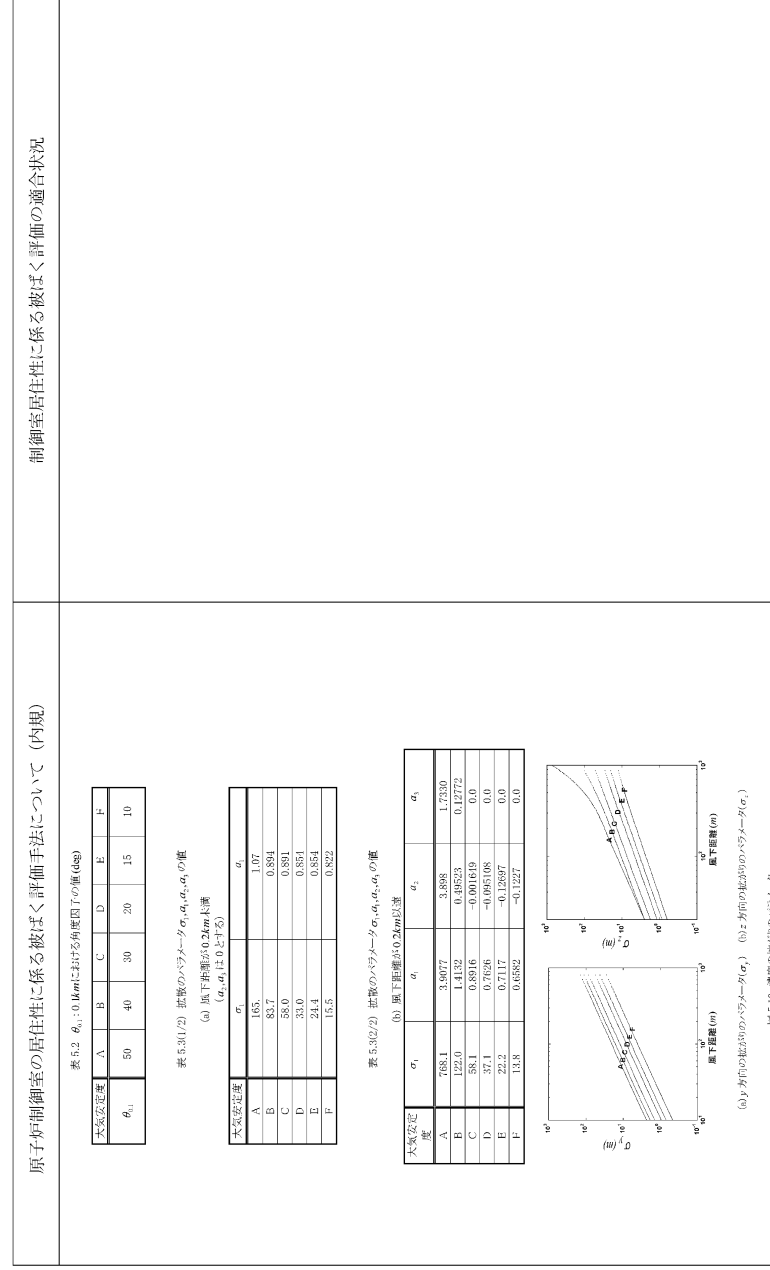 原子炉制御室の居住性に係る被ばく評価手法について（内規）
制御室居住性に係る被ばく評価の適合状況
表 5.2 θ0.1：0.1kmにおける角度因子の値(deg)
大気安定度 A B C D E F
θ0.1 50 40 30 20 15 10
表 5.3(1/2) 拡散のパラメータσ1,a1,a2,a3の値
(a) 風下距離が0.2km未満
（a2,a3は0とする）
大気安定度 σ1 a1
A 165. 1.07
B 83.7 0.894
C 58.0 0.891
D 33.0 0.854
E 24.4 0.854
F 15.5 0.822
表 5.3(2/2) 拡散のパラメータσ1,a1,a2,a3の値
(b) 風下距離が0.2km以遠
大気安定度 σ1 a1 a2 a3
A 768.1 3.9077 3.898 1.7330
B 122.0 1.4132 0.49523 0.12772
C 58.1 0.8916 -0.001649 0.0
D 37.1 0.7626 -0.095108 0.0
E 22.2 0.7117 -0.12697 0.0
F 13.8 0.6582 -0.1227 0.0
σy (m)
A B C D E F
風下距離(m)
σz (m)
A B C D E F
風下距離(m)
(a) y 方向の拡がりのパラメータ(σy) (b) z 方向の拡がりのパラメータ(σz)